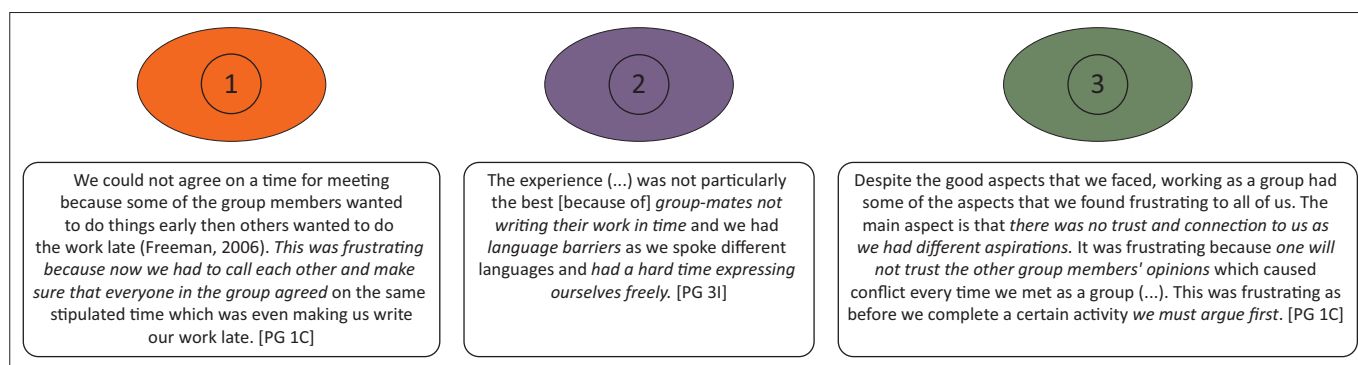 1
We could not agree on a time for meeting
because some of the group members wanted
to do things early then others wanted to do
the work late (Freeman, 2006). This was frustrating
because now we had to call each other and make
sure that everyone in the group agreed on the same
stipulated time which was even making us write
our work late. [PG 1C]
2
The experience (...) was not particularly
the best [because of] group-mates not
writing their work in time and we had
language barriers as we spoke different
languages and had a hard time expressing
ourselves freely. [PG 3I]
3
Despite the good aspects that we faced, working as a group had
some of the aspects that we found frustrating to all of us. The
main aspect is that there was no trust and connection to us as
we had different aspirations. It was frustrating because one will
not trust the other group members' opinions which caused
conflict every time we met as a group (...). This was frustrating as
before we complete a certain activity we must argue first. [PG 1C]